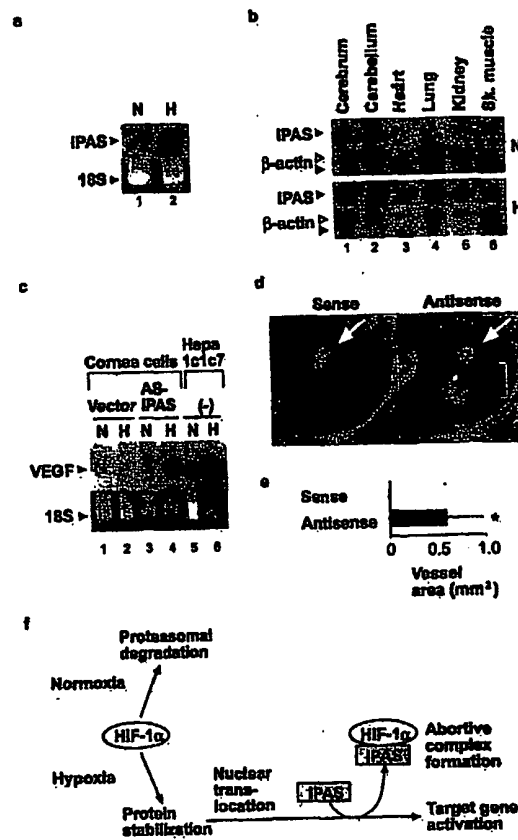 a
N H
IPAS
18S
1 2
b
Cerebrum
Cerebellum
Heart
Lung
Kidney
Sk. muscle
IPAS
β-actin
N
IPAS
β-actin
H
1 2 3 4 5 6
c
Hepa
Cornea cells 1c1c7
AS-
Vector IPAS (-)
N H N H N H
VEGF
18S
1 2 3 4 5 6
d
Sense Antisense
e
Sense
Antisense
*
0 0.5 1.0
Vessel
area (mm²)
f
Proteasomal
degradation
Normoxia
HIF-1α
Hypoxia
Protein
stabilization
Nuclear
trans-
location
IPAS
HIF-1α
IPAS
Abortive
complex
formation
Target gene
activation